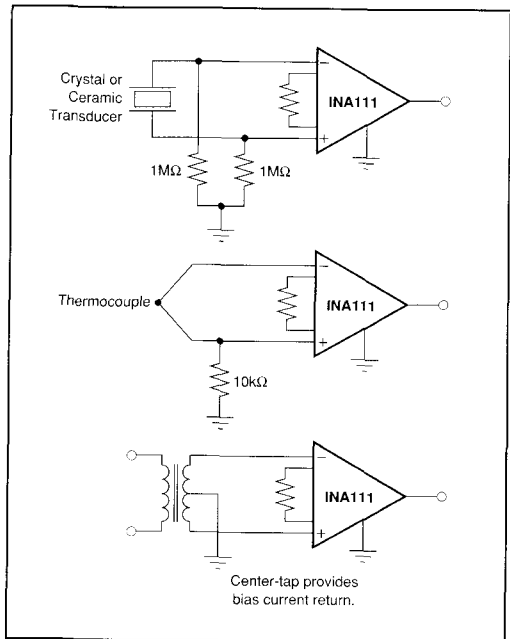 Crystal or
Ceramic
Transducer
−
INA111
+
1MΩ
1MΩ
Thermocouple
−
INA111
+
10kΩ
−
INA111
+
Center-tap provides
bias current return.